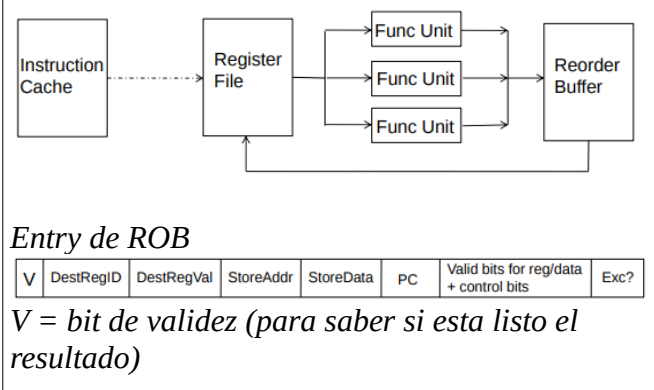 Instruction
Cache
Register
File
Func Unit
Func Unit
Func Unit
Reorder
Buffer
Entry de ROB
V DestRegID DestRegVal StoreAddr StoreData PC Valid bits for reg/data + control bits Exc?
V = bit de validez (para saber si esta listo el
resultado)